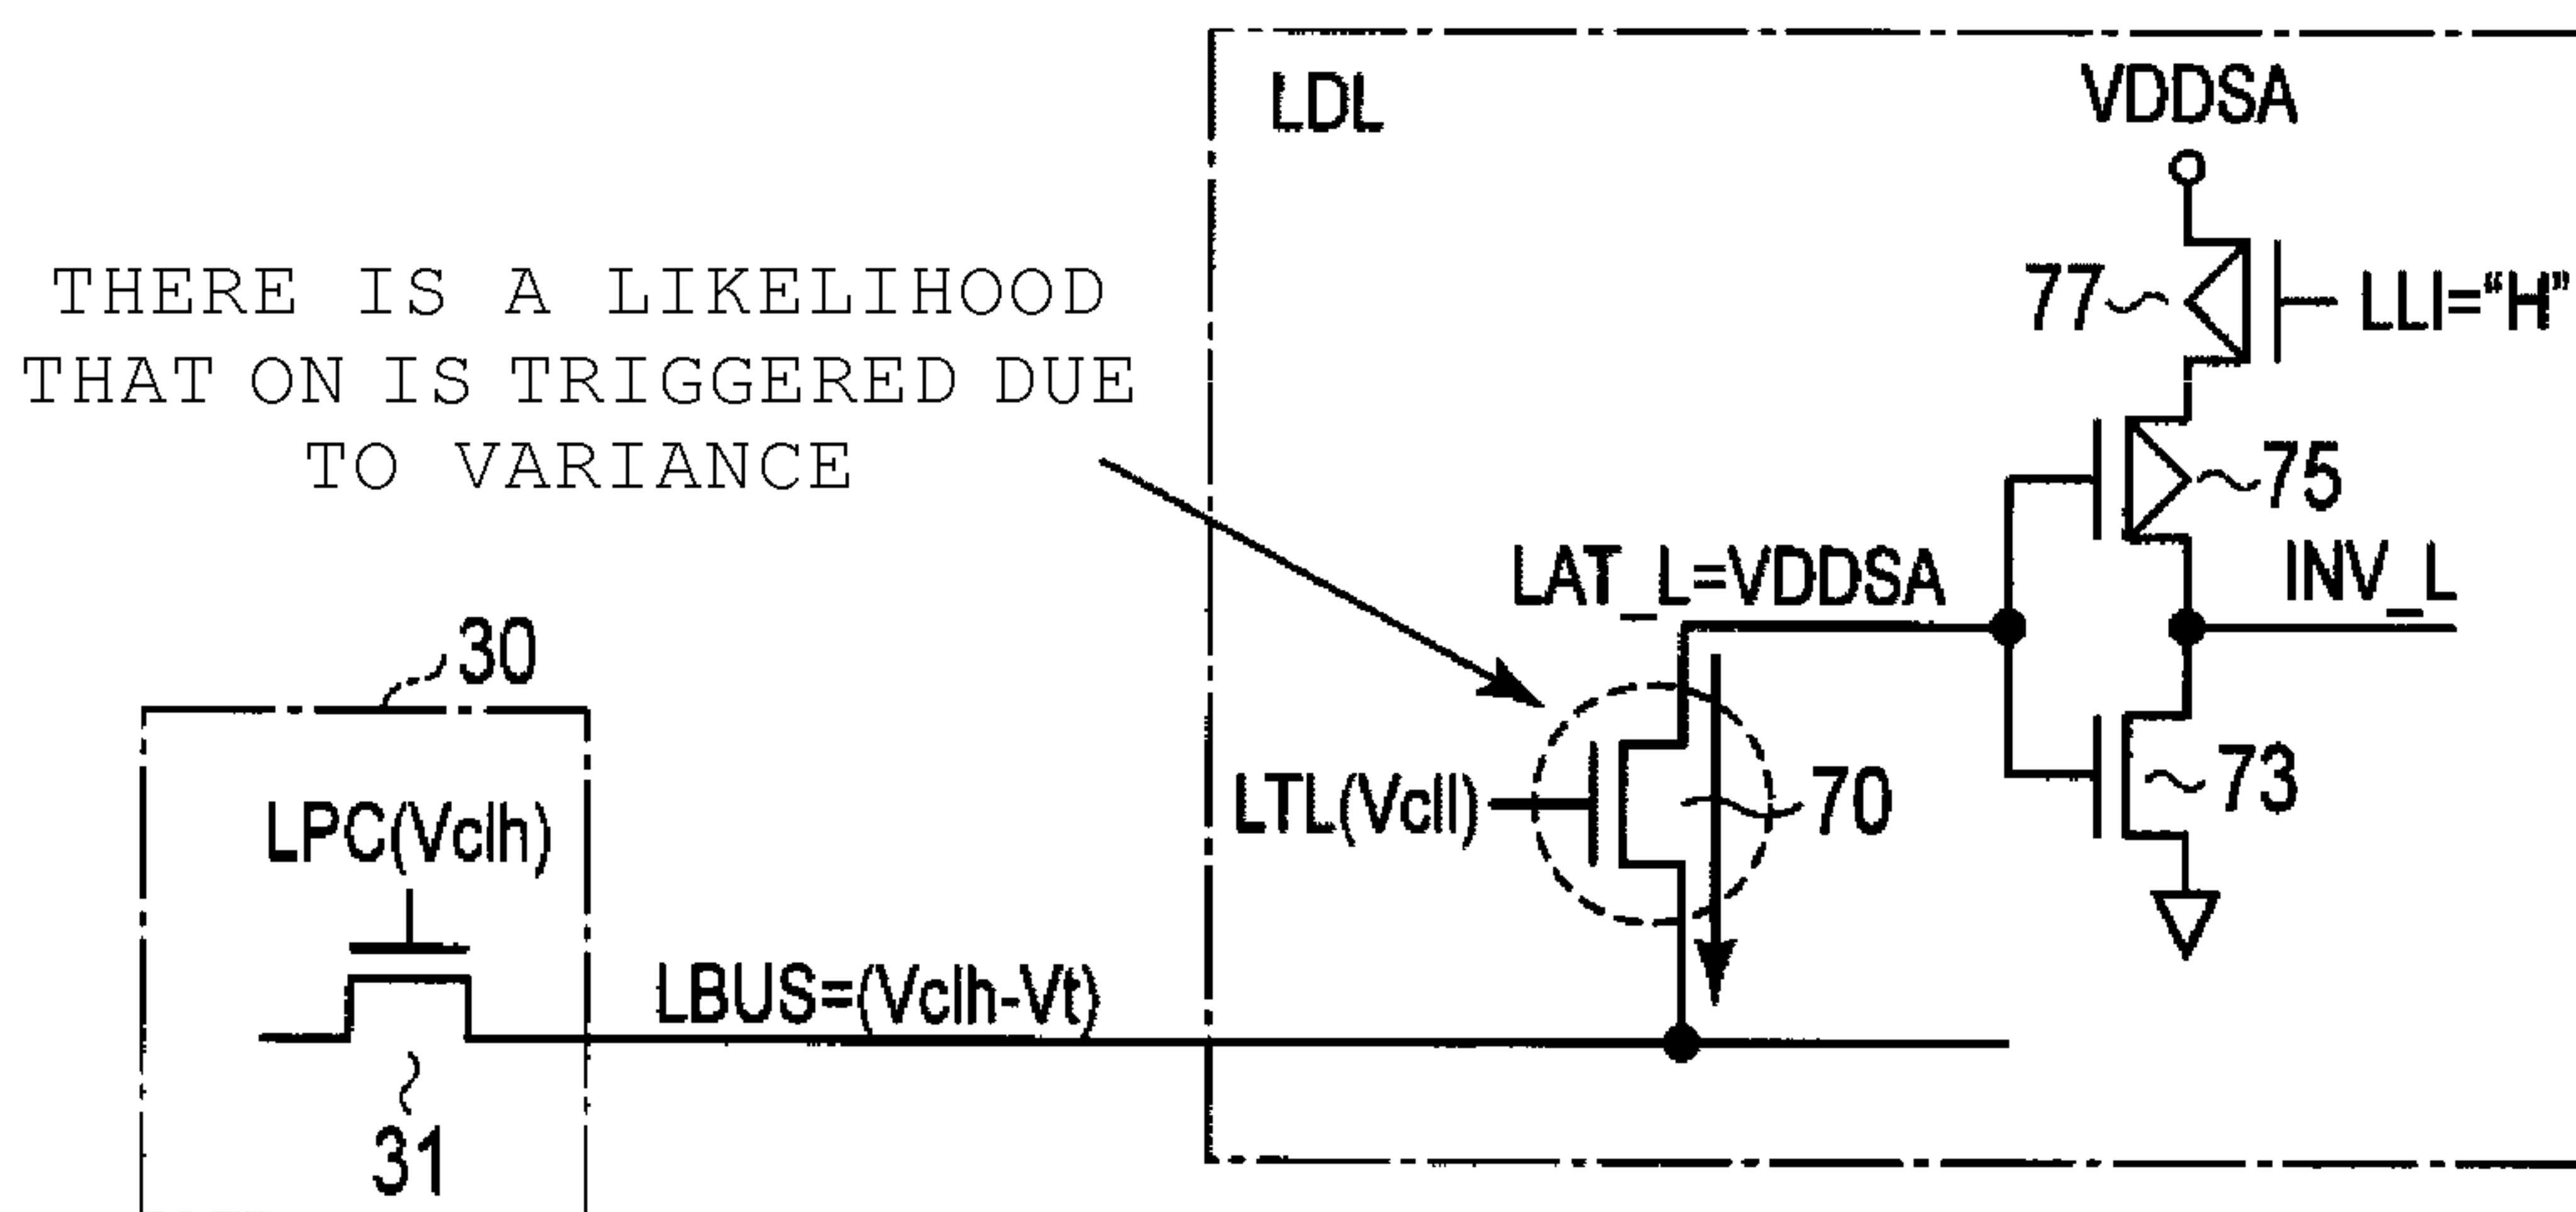 LDL
VDDSA
THERE IS A LIKELIHOOD
THAT ON IS TRIGGERED DUE
TO VARIANCE
77
LLI=“H”
75
LAT_L=VDDSA
INV_L
30
LPC(Vclh)
LTL(Vcll)
70
73
LBUS=(Vclh-Vt)
31